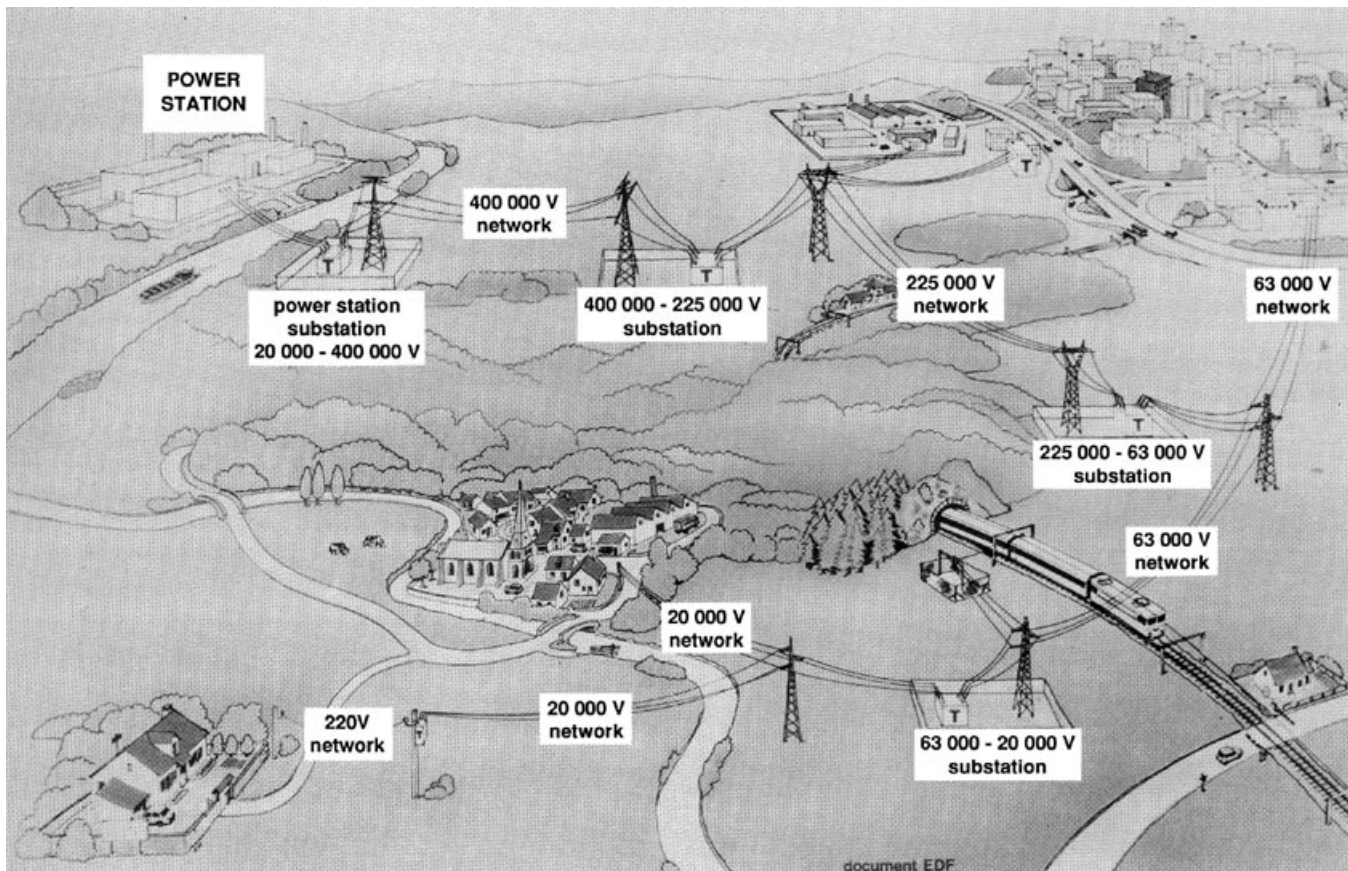 POWER
STATION
400 000 V
network
power station
substation
20 000 - 400 000 V
T
400 000 - 225 000 V
substation
T
T
225 000 V
network
63 000 V
network
225 000 - 63 000 V
substation
T
63 000 V
network
20 000 V
network
20 000 V
network
220V
network
T
63 000 - 20 000 V
substation
T
document EDF